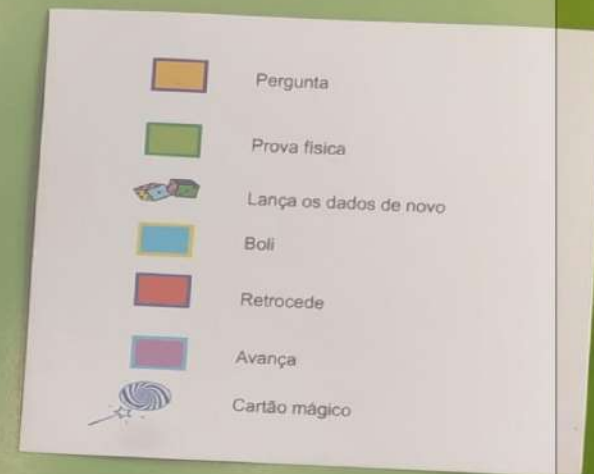 Pergunta
Prova física
Lança os dados de novo
Boli
Retrocede
Avança
Cartão mágico